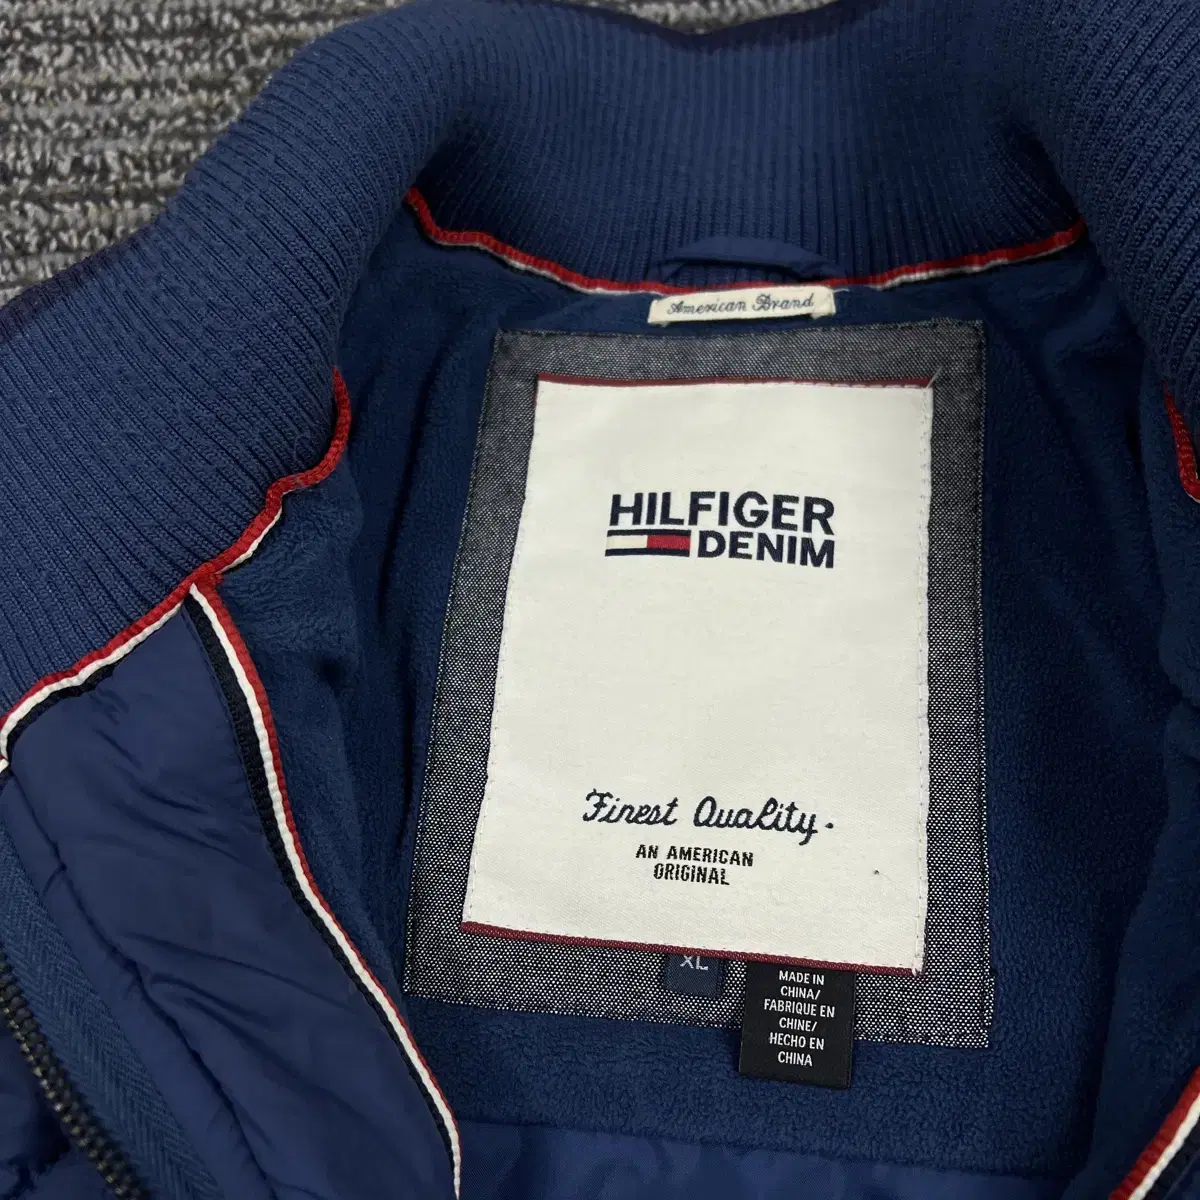 American Brand
HILFIGER
DENIM
Finest Quality.
AN AMERICAN
ORIGINAL
XL
MADE IN
CHINA/
FABRIQUE EN
CHINE/
HECHO EN
CHINA